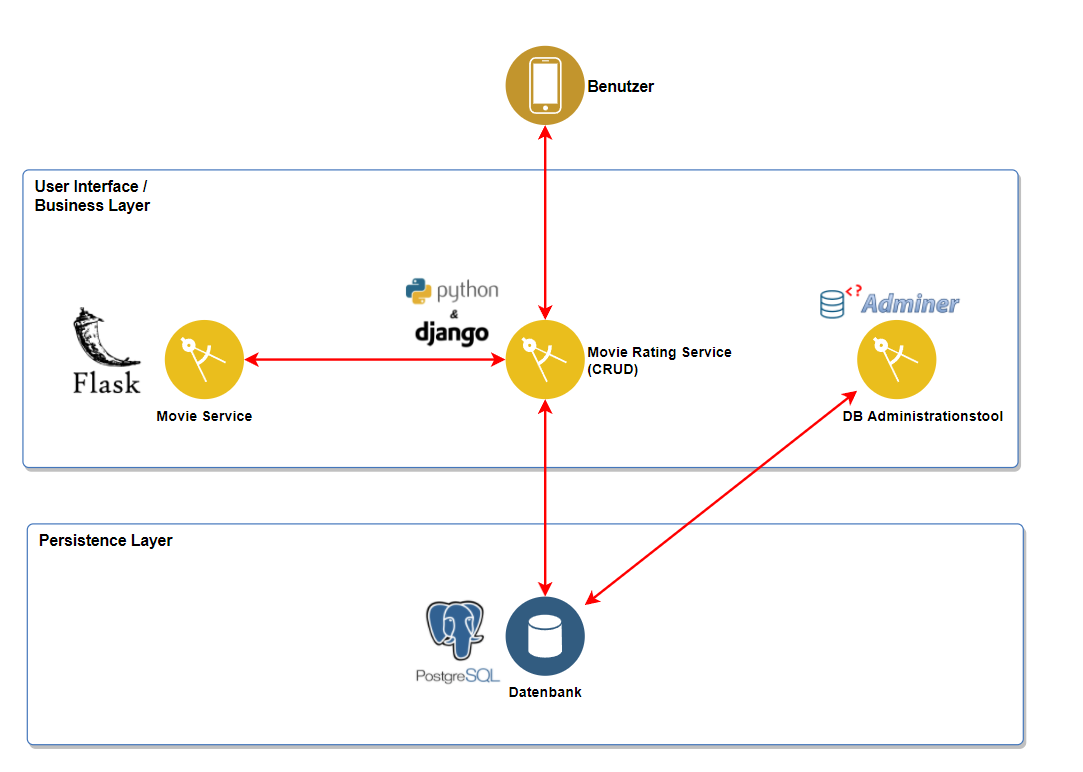 Benutzer
User Interface /
Business Layer
python
&
django
<?
Adminer
Flask
Movie Rating Service
(CRUD)
Movie Service
DB Administrationstool
Persistence Layer
PostgreSQL
Datenbank